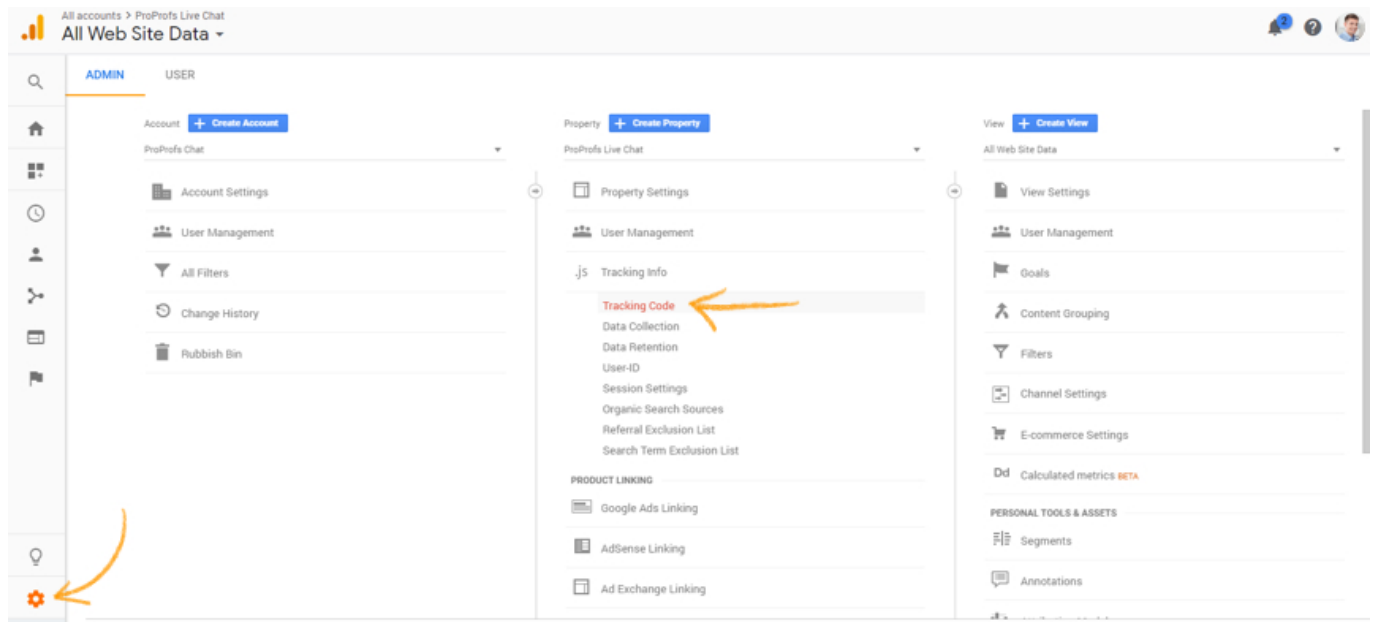 All accounts > ProProfs Live Chat
All Web Site Data
2
ADMIN USER
Account + Create Account
ProProfs Chat
Account Settings
User Management
All Filters
Change History
Rubbish Bin
Property + Create Property
ProProfs Live Chat
Property Settings
User Management
.js Tracking Info
Tracking Code
Data Collection
Data Retention
User-ID
Session Settings
Organic Search Sources
Referral Exclusion List
Search Term Exclusion List
PRODUCT LINKING
Google Ads Linking
AdSense Linking
Ad Exchange Linking
View + Create View
All Web Site Data
View Settings
User Management
Goals
Content Grouping
Filters
Channel Settings
E-commerce Settings
Dd Calculated metrics BETA
PERSONAL TOOLS & ASSETS
Segments
Annotations